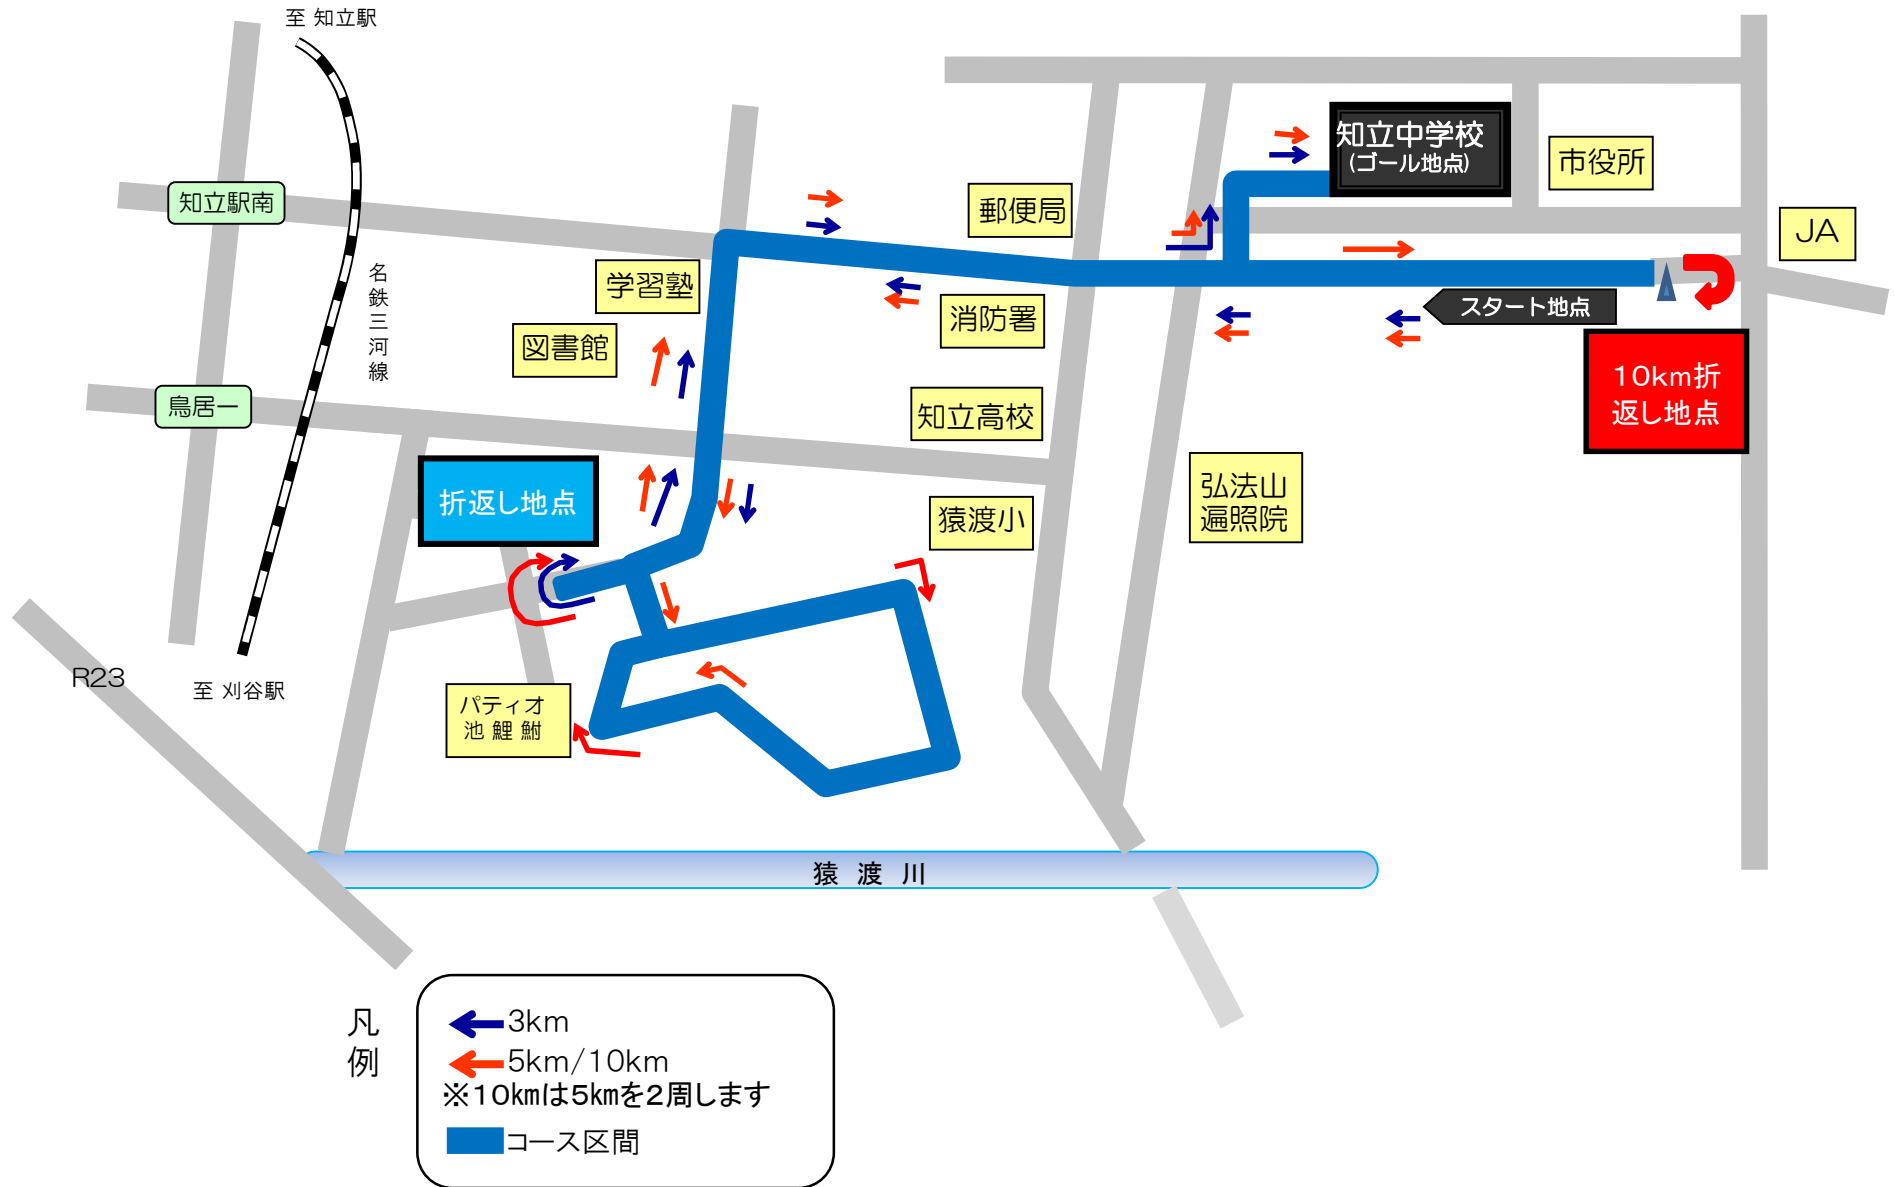 至 知立駅
知立中学校
(ゴール地点)
市役所
知立駅南
郵便局
JA
名鉄三河線
学習塾
消防署
スタート地点
図書館
10km折
返し地点
鳥居一
知立高校
折返し地点
弘法山
遍照院
猿渡小
R23
至 刈谷駅
パティオ
池鯉鮒
猿渡川
凡例
3km
5km/10km
※10㎞は5㎞を2周します
コース区間